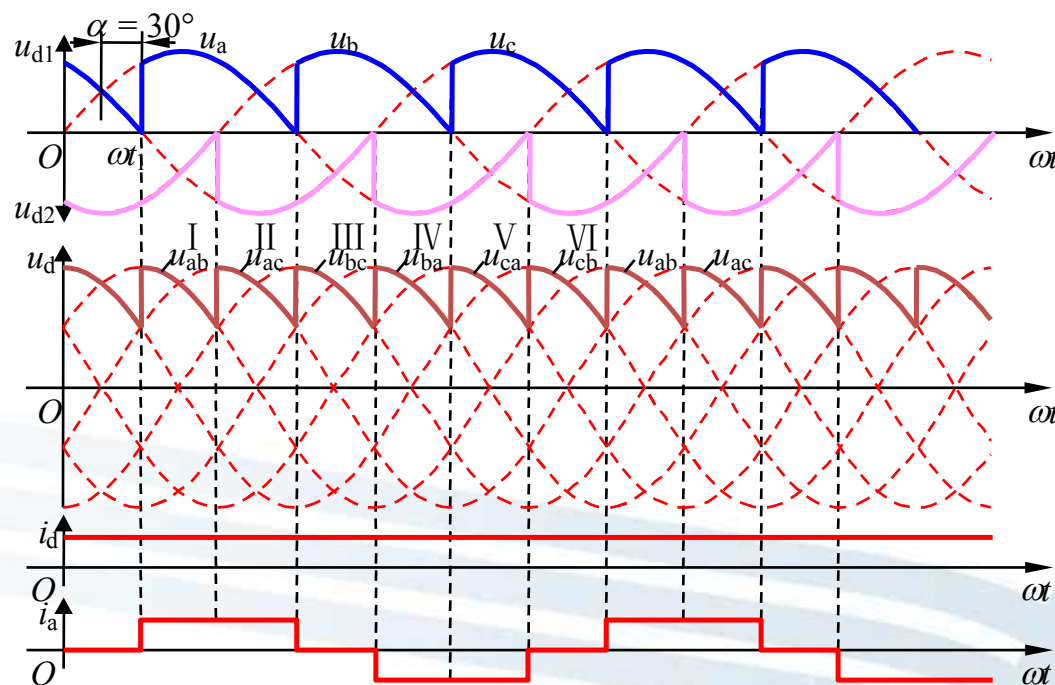 α = 30°
u_d1 u_a u_b u_c
O ωt_1 ωt
u_d2
Ⅰ Ⅱ Ⅲ Ⅳ Ⅴ Ⅵ
u_d u_ab u_ac u_bc u_ba u_ca u_cb u_ab u_ac
O ωt
i_d
O ωt
i_a
O ωt